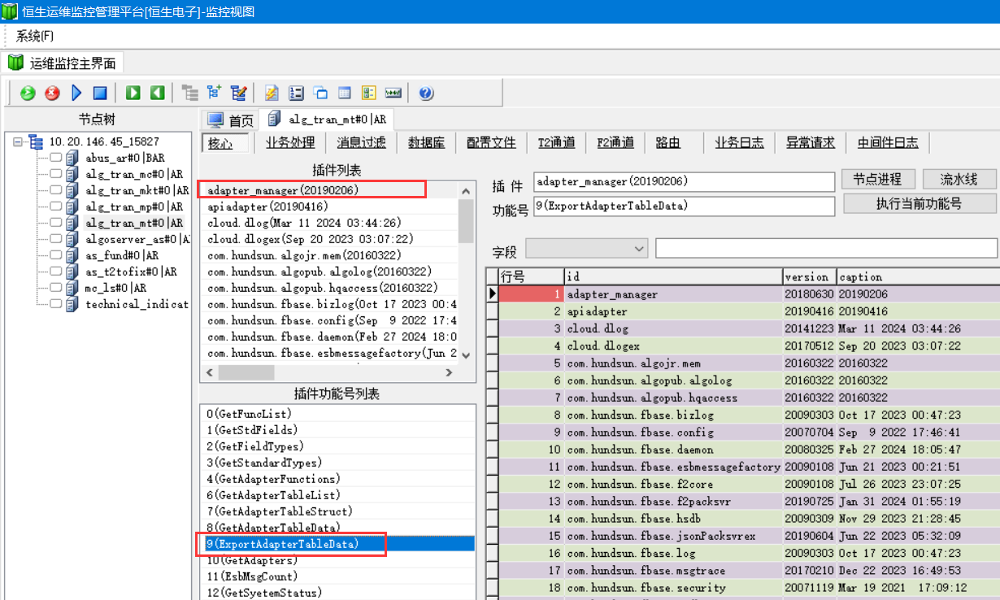 恒生运维监控管理平台[恒生电子]-监控视图
系统(F)
运维监控主界面
节点树
10.20.146.45_15827
abus_ar#0|BAR
alg_tran_mc#0|AR
alg_tran_mkt#0|AR
alg_tran_mp#0|AR
alg_tran_mt#0|AR
algoserver_as#0|A
as_fund#0|AR
as_t2tofix#0|AR
mc_ls#0|AR
technical_indicat
首页 alg_tran_mt#0|AR
核心 业务处理 消息过滤 数据库 配置文件 T2通道 F2通道 路由 业务日志 异常请求 中间件日志
插件列表
adapter_manager(20190206)
apiadapter(20190416)
cloud.dlog(Mar 11 2024 03:44:26)
cloud.dlogex(Sep 20 2023 03:07:22)
com.hundsun.algojr.mem(20160322)
com.hundsun.algopub.algolog(20160322)
com.hundsun.algopub.hqaccess(20160322)
com.hundsun.fbase.bizlog(Oct 17 2023 00:4
com.hundsun.fbase.config(Sep  9 2022 17:4
com.hundsun.fbase.daemon(Feb 27 2024 18:0
com.hundsun.fbase.esbmessagefactory(Jun 2
插件功能号列表
0(GetFuncList)
1(GetStdFields)
2(GetFieldTypes)
3(GetStandardTypes)
4(GetAdapterFunctions)
6(GetAdapterTableList)
7(GetAdapterTableStruct)
8(GetAdapterTableData)
9(ExportAdapterTableData)
10(GetAdapters)
11(EsbMsgCount)
12(GetSyetemStatus)
插 件 adapter_manager(20190206) 节点进程 流水线
功能号 9(ExportAdapterTableData) 执行当前功能号
字段
行号 id version caption
1 adapter_manager 20180630 20190206
2 apiadapter 20190416 20190416
3 cloud.dlog 20141223 Mar 11 2024 03:44:26
4 cloud.dlogex 20170512 Sep 20 2023 03:07:22
5 com.hundsun.algojr.mem 20160322 20160322
6 com.hundsun.algopub.algolog 20160322 20160322
7 com.hundsun.algopub.hqaccess 20160322 20160322
8 com.hundsun.fbase.bizlog 20090303 Oct 17 2023 00:47:23
9 com.hundsun.fbase.config 20070704 Sep  9 2022 17:46:41
10 com.hundsun.fbase.daemon 20080325 Feb 27 2024 18:05:47
11 com.hundsun.fbase.esbmessagefactory 20090108 Jun 21 2023 00:21:51
12 com.hundsun.fbase.f2core 20090108 Jul 26 2023 23:07:25
13 com.hundsun.fbase.f2packsvr 20190725 Jan 31 2024 01:55:19
14 com.hundsun.fbase.hsdb 20090309 Nov 29 2023 21:28:45
15 com.hundsun.fbase.jsonPacksvrex 20190604 Jun 22 2023 05:32:09
16 com.hundsun.fbase.log 20090303 Oct 17 2023 00:47:23
17 com.hundsun.fbase.msgtrace 20170210 Dec 22 2023 16:49:53
18 com.hundsun.fbase.security 20071119 Mar 19 2021  17:09:12